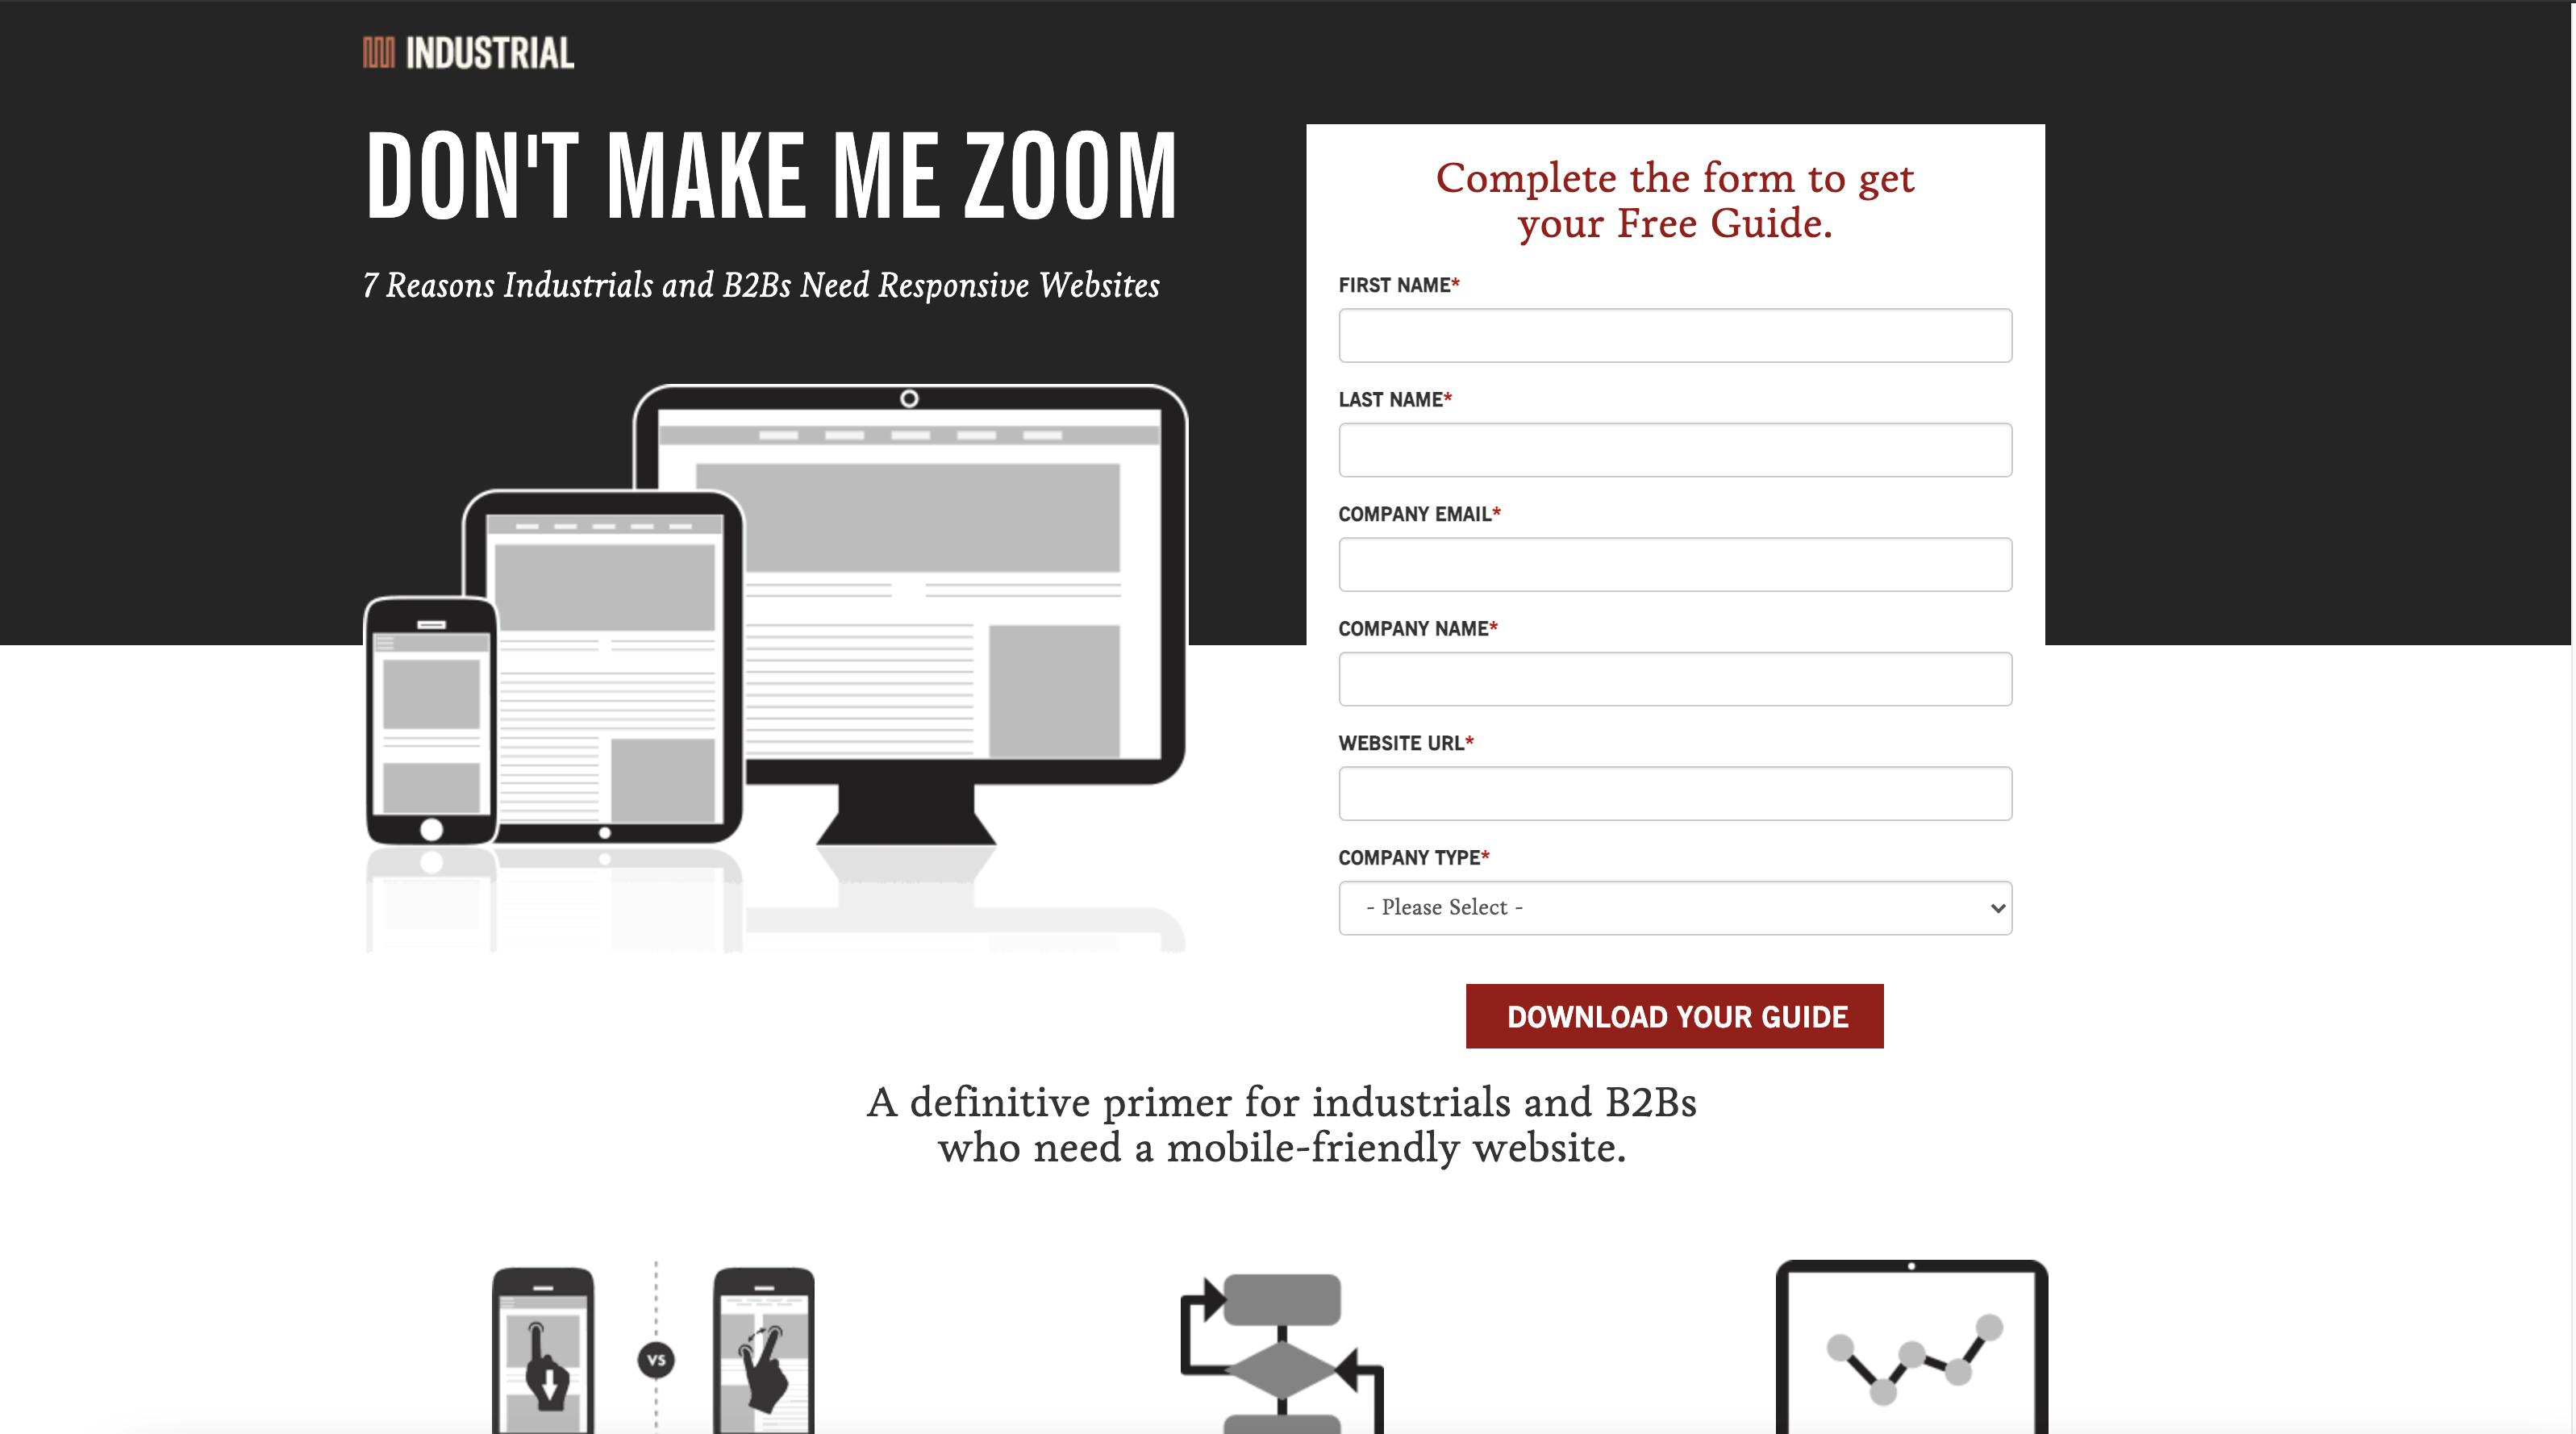 INDUSTRIAL
DON'T MAKE ME ZOOM
7 Reasons Industrials and B2Bs Need Responsive Websites
Complete the form to get
your Free Guide.
FIRST NAME*
LAST NAME*
COMPANY EMAIL*
COMPANY NAME*
WEBSITE URL*
COMPANY TYPE*
- Please Select -
DOWNLOAD YOUR GUIDE
A definitive primer for industrials and B2Bs
who need a mobile-friendly website.
VS